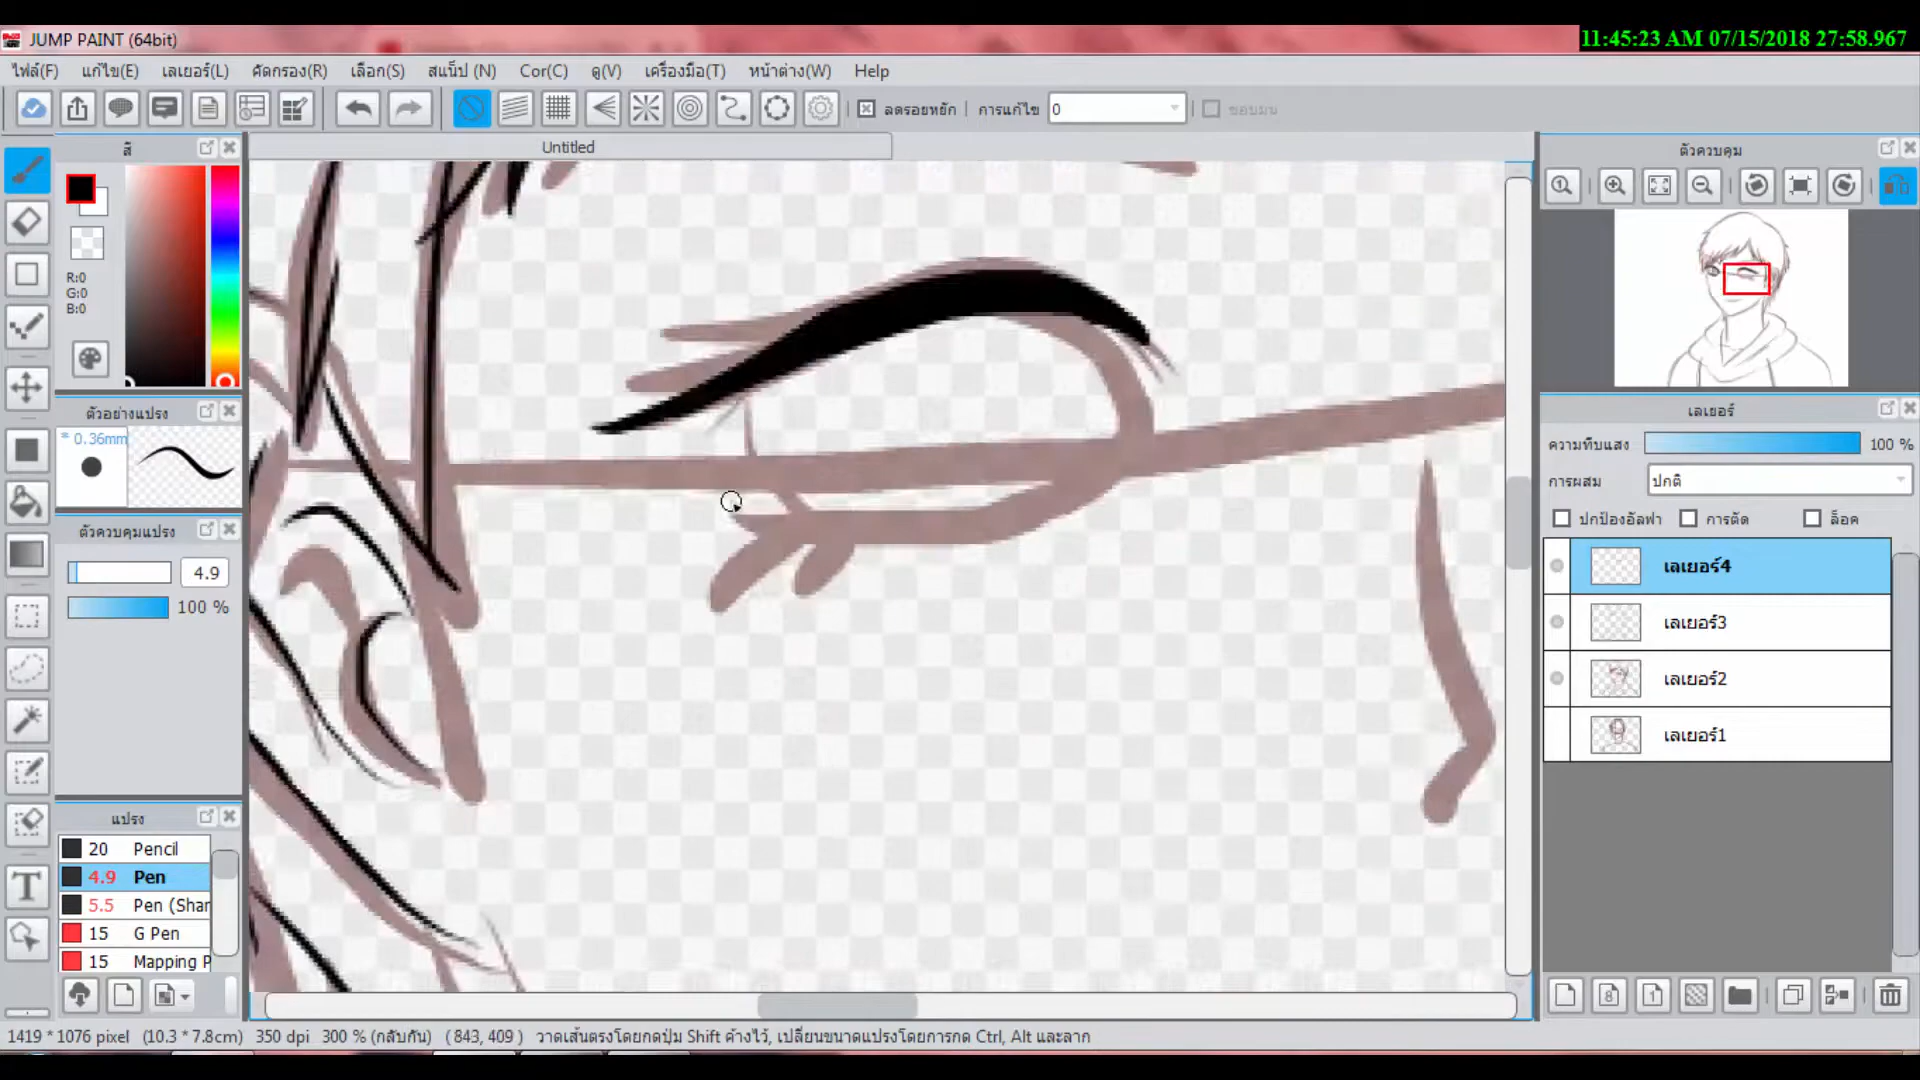 JUMP PAINT (64bit)
11:45:23 AM 07/15/2018 27:58.967
ไฟล์(F) แก้ไข(E) เลเยอร์(L) คัดกรอง(R) เลือก(S) สแน็ป (N) Cor(C) ดู(V) เครื่องมือ(T) หน้าต่าง(W) Help
ลดรอยหยัก การแก้ไข 0 ขอบมน
สี
Untitled
ตัวควบคุม
R:0
G:0
B:0
ตัวอย่างแปรง
* 0.36mm
ตัวควบคุมแปรง
4.9
100 %
แปรง
20 Pencil
4.9 Pen
5.5 Pen (Shar
15 G Pen
15 Mapping P
เลเยอร์
ความทึบแสง 100 %
การผสม ปกติ
ปกป้องอัลฟา การตัด ล็อค
เลเยอร์4
เลเยอร์3
เลเยอร์2
เลเยอร์1
1419 * 1076 pixel (10.3 * 7.8cm) 350 dpi 300 % (กลับกัน) ( 843, 409 ) วาดเส้นตรงโดยกดปุ่ม Shift ค้างไว้, เปลี่ยนขนาดแปรงโดยการกด Ctrl, Alt และลาก